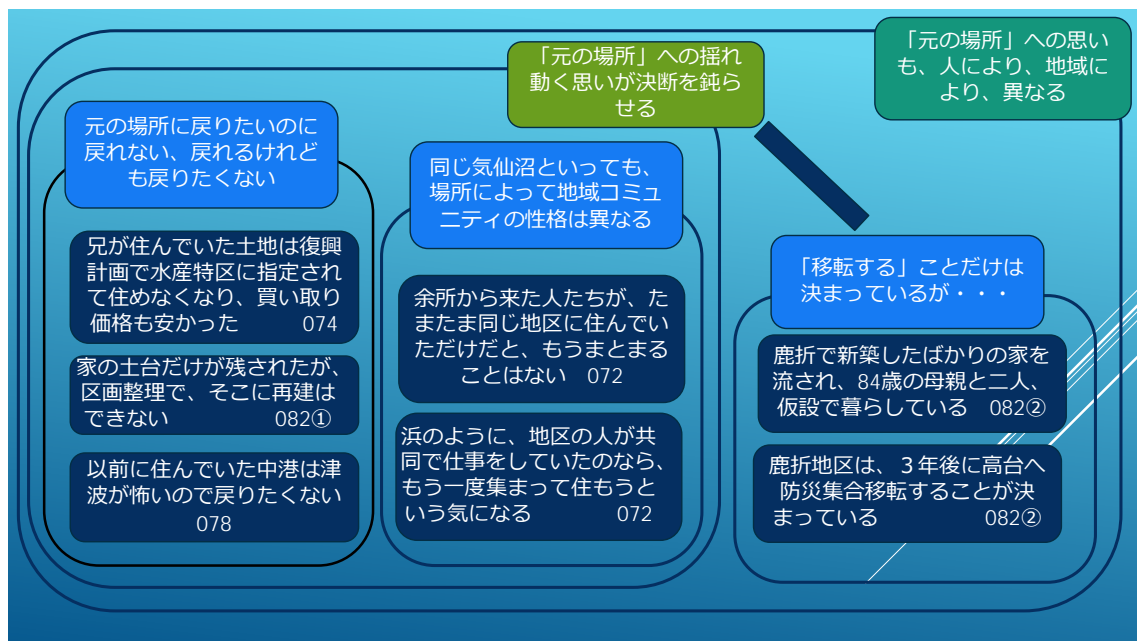 「元の場所」への思い
も、人により、地域に
より、異なる
「元の場所」への揺れ
動く思いが決断を鈍ら
せる
元の場所に戻りたいのに
戻れない、戻れるけれど
も戻りたくない
兄が住んでいた土地は復興
計画で水産特区に指定され
て住めなくなり、買い取り
価格も安かった 074
家の土台だけが残されたが、
区画整理で、そこに再建は
できない 082①
以前に住んでいた中港は津
波が怖いので戻りたくない
078
同じ気仙沼といっても、
場所によって地域コミュ
ニティの性格は異なる
余所から来た人たちが、た
またま同じ地区に住んでい
ただけだと、もうまとまる
ことはない 072
浜のように、地区の人が共
同で仕事をしていたのなら、
もう一度集まって住もうと
いう気になる 072
「移転する」ことだけは
決まっているが・・・
鹿折で新築したばかりの家を
流され、84歳の母親と二人、
仮設で暮らしている 082②
鹿折地区は、３年後に高台へ
防災集合移転することが決
まっている 082②